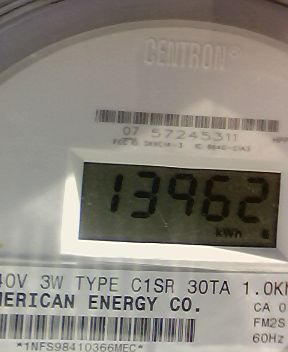 CENTRON®
07 57245311
13962
kWh
40V 3W TYPE C1SR 30TA 1.0K
MERICAN ENERGY CO.
CA 0
FM2S
60Hz
*1NFS98410366MEC*